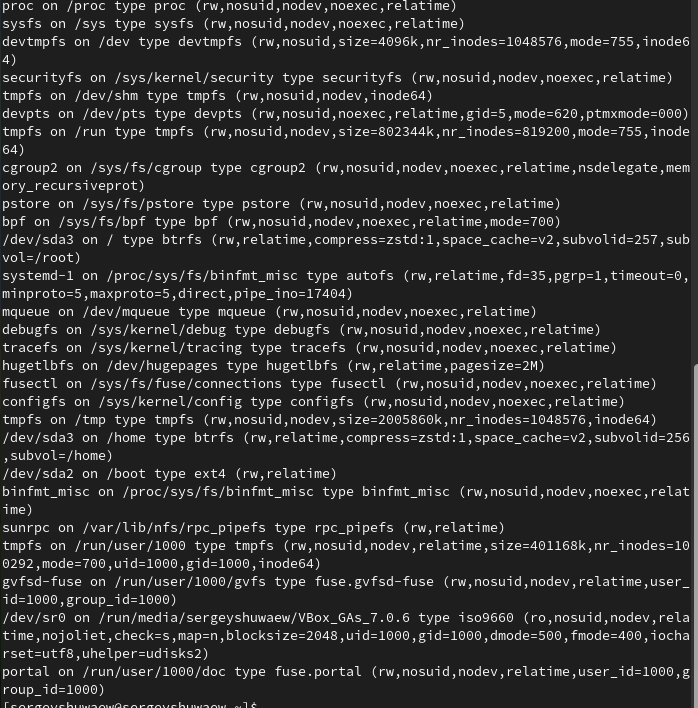 proc on /proc type proc (rw,nosuid,nodev,noexec,relatime)
sysfs on /sys type sysfs (rw,nosuid,nodev,noexec,relatime)
devtmpfs on /dev type devtmpfs (rw,nosuid,size=4096k,nr_inodes=1048576,mode=755,inode6
4)
securityfs on /sys/kernel/security type securityfs (rw,nosuid,nodev,noexec,relatime)
tmpfs on /dev/shm type tmpfs (rw,nosuid,nodev,inode64)
devpts on /dev/pts type devpts (rw,nosuid,noexec,relatime,gid=5,mode=620,ptmxmode=000)
tmpfs on /run type tmpfs (rw,nosuid,nodev,size=802344k,nr_inodes=819200,mode=755,inode
64)
cgroup2 on /sys/fs/cgroup type cgroup2 (rw,nosuid,nodev,noexec,relatime,nsdelegate,mem
ory_recursiveprot)
pstore on /sys/fs/pstore type pstore (rw,nosuid,nodev,noexec,relatime)
bpf on /sys/fs/bpf type bpf (rw,nosuid,nodev,noexec,relatime,mode=700)
/dev/sda3 on / type btrfs (rw,relatime,compress=zstd:1,space_cache=v2,subvolid=257,sub
vol=/root)
systemd-1 on /proc/sys/fs/binfmt_misc type autofs (rw,relatime,fd=35,pgrp=1,timeout=0,
minproto=5,maxproto=5,direct,pipe_ino=17404)
mqueue on /dev/mqueue type mqueue (rw,nosuid,nodev,noexec,relatime)
debugfs on /sys/kernel/debug type debugfs (rw,nosuid,nodev,noexec,relatime)
tracefs on /sys/kernel/tracing type tracefs (rw,nosuid,nodev,noexec,relatime)
hugetlbfs on /dev/hugepages type hugetlbfs (rw,relatime,pagesize=2M)
fusectl on /sys/fs/fuse/connections type fusectl (rw,nosuid,nodev,noexec,relatime)
configfs on /sys/kernel/config type configfs (rw,nosuid,nodev,noexec,relatime)
tmpfs on /tmp type tmpfs (rw,nosuid,nodev,size=2005860k,nr_inodes=1048576,inode64)
/dev/sda3 on /home type btrfs (rw,relatime,compress=zstd:1,space_cache=v2,subvolid=256
,subvol=/home)
/dev/sda2 on /boot type ext4 (rw,relatime)
binfmt_misc on /proc/sys/fs/binfmt_misc type binfmt_misc (rw,nosuid,nodev,noexec,relat
ime)
sunrpc on /var/lib/nfs/rpc_pipefs type rpc_pipefs (rw,relatime)
tmpfs on /run/user/1000 type tmpfs (rw,nosuid,nodev,relatime,size=401168k,nr_inodes=10
0292,mode=700,uid=1000,gid=1000,inode64)
gvfsd-fuse on /run/user/1000/gvfs type fuse.gvfsd-fuse (rw,nosuid,nodev,relatime,user_
id=1000,group_id=1000)
/dev/sr0 on /run/media/sergeyshuwaew/VBox_GAs_7.0.6 type iso9660 (ro,nosuid,nodev,rela
time,nojoliet,check=s,map=n,blocksize=2048,uid=1000,gid=1000,dmode=500,fmode=400,iocha
rset=utf8,uhelper=udisks2)
portal on /run/user/1000/doc type fuse.portal (rw,nosuid,nodev,relatime,user_id=1000,g
roup_id=1000)
[sergeyshuwaew@sergeyshuwaew ~]$